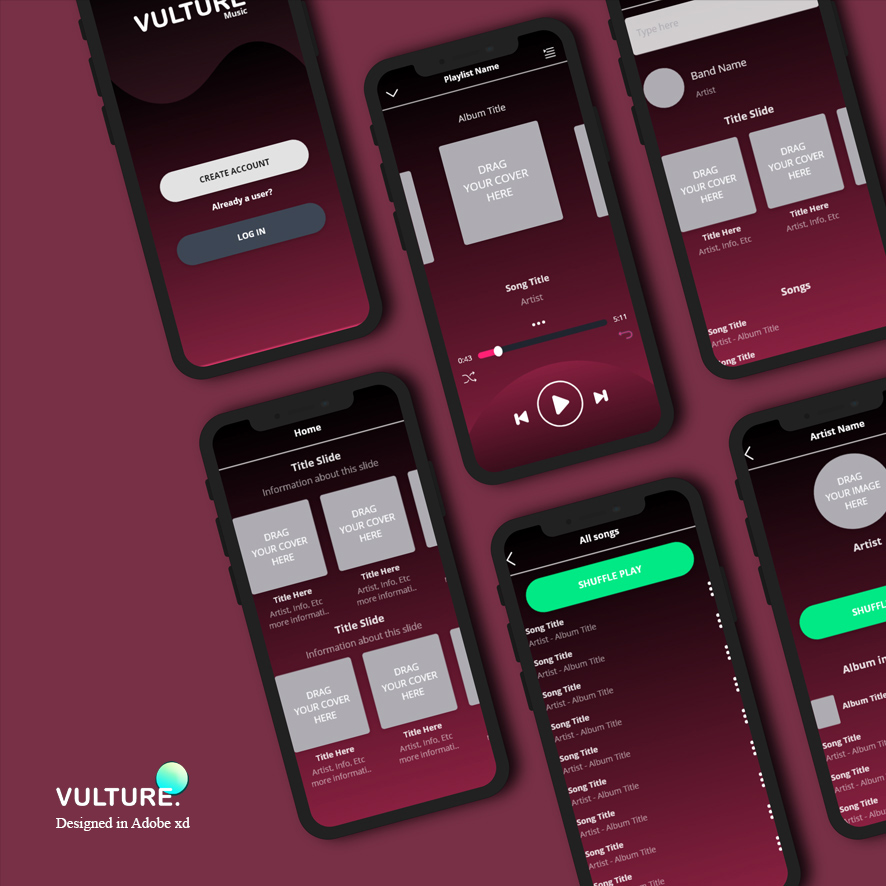 VULTURE
Music
CREATE ACCOUNT
Already a user?
LOG IN
Playlist Name
Album Title
DRAG
YOUR COVER
HERE
Song Title
Artist
0:43
5:11
Type here
Band Name
Artist
Title Slide
DRAG
YOUR COVER
HERE
DRAG
YOUR COVER
HERE
Title Here
Artist, Info, Etc
Title Here
Artist, Info, Etc
Songs
Song Title
Artist - Album Title
Song Title
Home
Title Slide
Information about this slide
DRAG
YOUR COVER
HERE
DRAG
YOUR COVER
HERE
Title Here
Artist, Info, Etc
more informati..
Title Here
Artist, Info, Etc
more informati..
Title Slide
Information about this slide
DRAG
YOUR COVER
HERE
DRAG
YOUR COVER
HERE
Title Here
Artist, Info, Etc
more informati..
Title Here
Artist, Info, Etc
more informati..
All songs
SHUFFLE PLAY
Song Title
Artist - Album Title
Song Title
Artist - Album Title
Song Title
Artist - Album Title
Song Title
Artist - Album Title
Song Title
Artist - Album Title
Song Title
Artist - Album Title
Song Title
Artist - Album Title
Song Title
Artist - Album Title
Song Title
Artist Name
DRAG
YOUR IMAGE
HERE
Artist
SHUFFL
Album in
Album Title
Song Title
Artist - Album Ti
Song Title
Artist - Album
Song Title
Artist - Albu
VULTURE.
Designed in Adobe xd